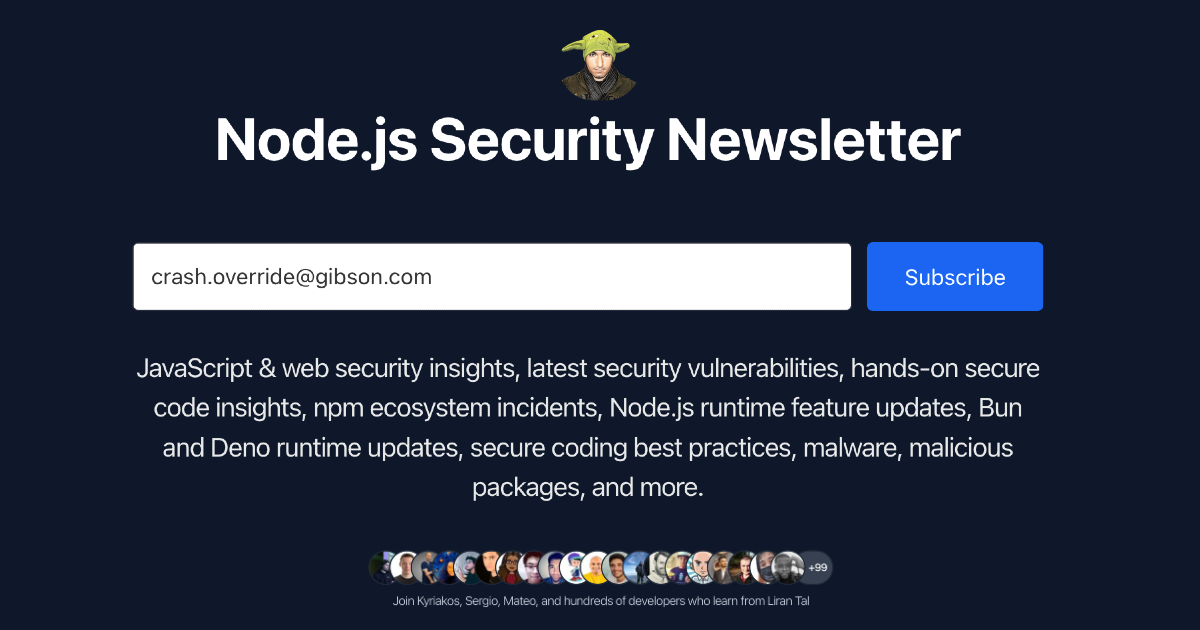 Node.js Security Newsletter
crash.override@gibson.com
Subscribe
JavaScript & web security insights, latest security vulnerabilities, hands-on secure
code insights, npm ecosystem incidents, Node.js runtime feature updates, Bun
and Deno runtime updates, secure coding best practices, malware, malicious
packages, and more.
+99
Join Kyriakos, Sergio, Mateo, and hundreds of developers who learn from Liran Tal